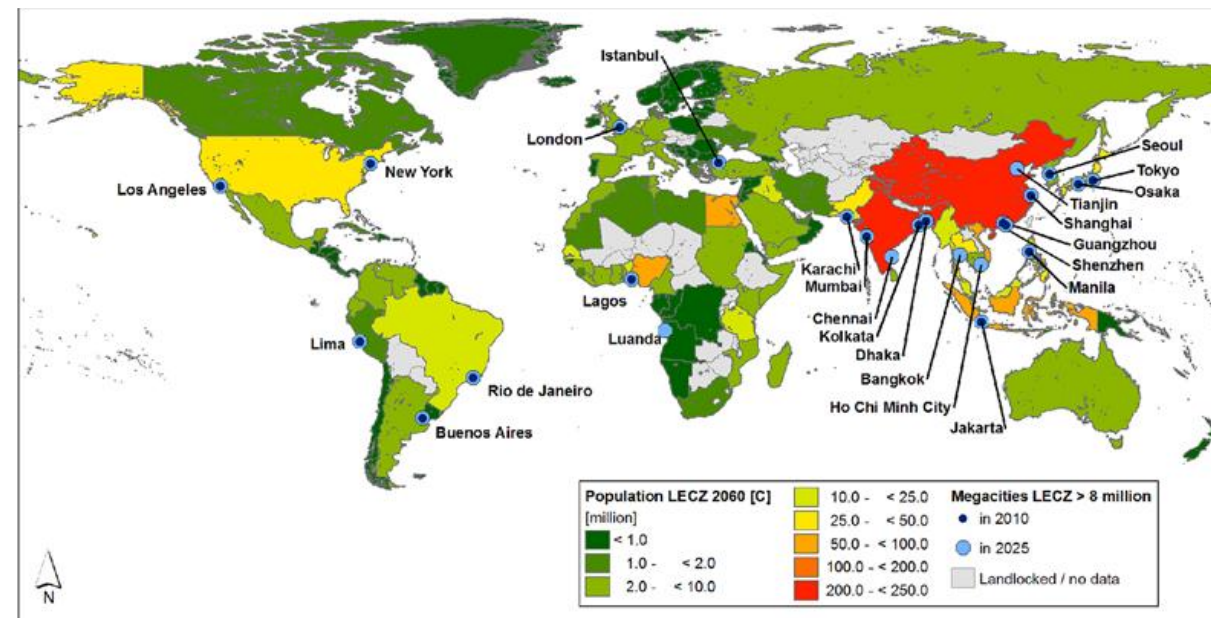 Istanbul
London
New York
Los Angeles
Seoul
Tokyo
Osaka
Tianjin
Shanghai
Guangzhou
Shenzhen
Manila
Karachi
Mumbai
Chennai
Kolkata
Dhaka
Bangkok
Ho Chi Minh City
Jakarta
Lagos
Luanda
Lima
Rio de Janeiro
Buenos Aires
Population LECZ 2060 [C]
[million]
< 1.0
1.0 - < 2.0
2.0 - < 10.0
10.0 - < 25.0
25.0 - < 50.0
50.0 - < 100.0
100.0 - < 200.0
200.0 - < 250.0
Megacities LECZ > 8 million
in 2010
in 2025
Landlocked / no data
N